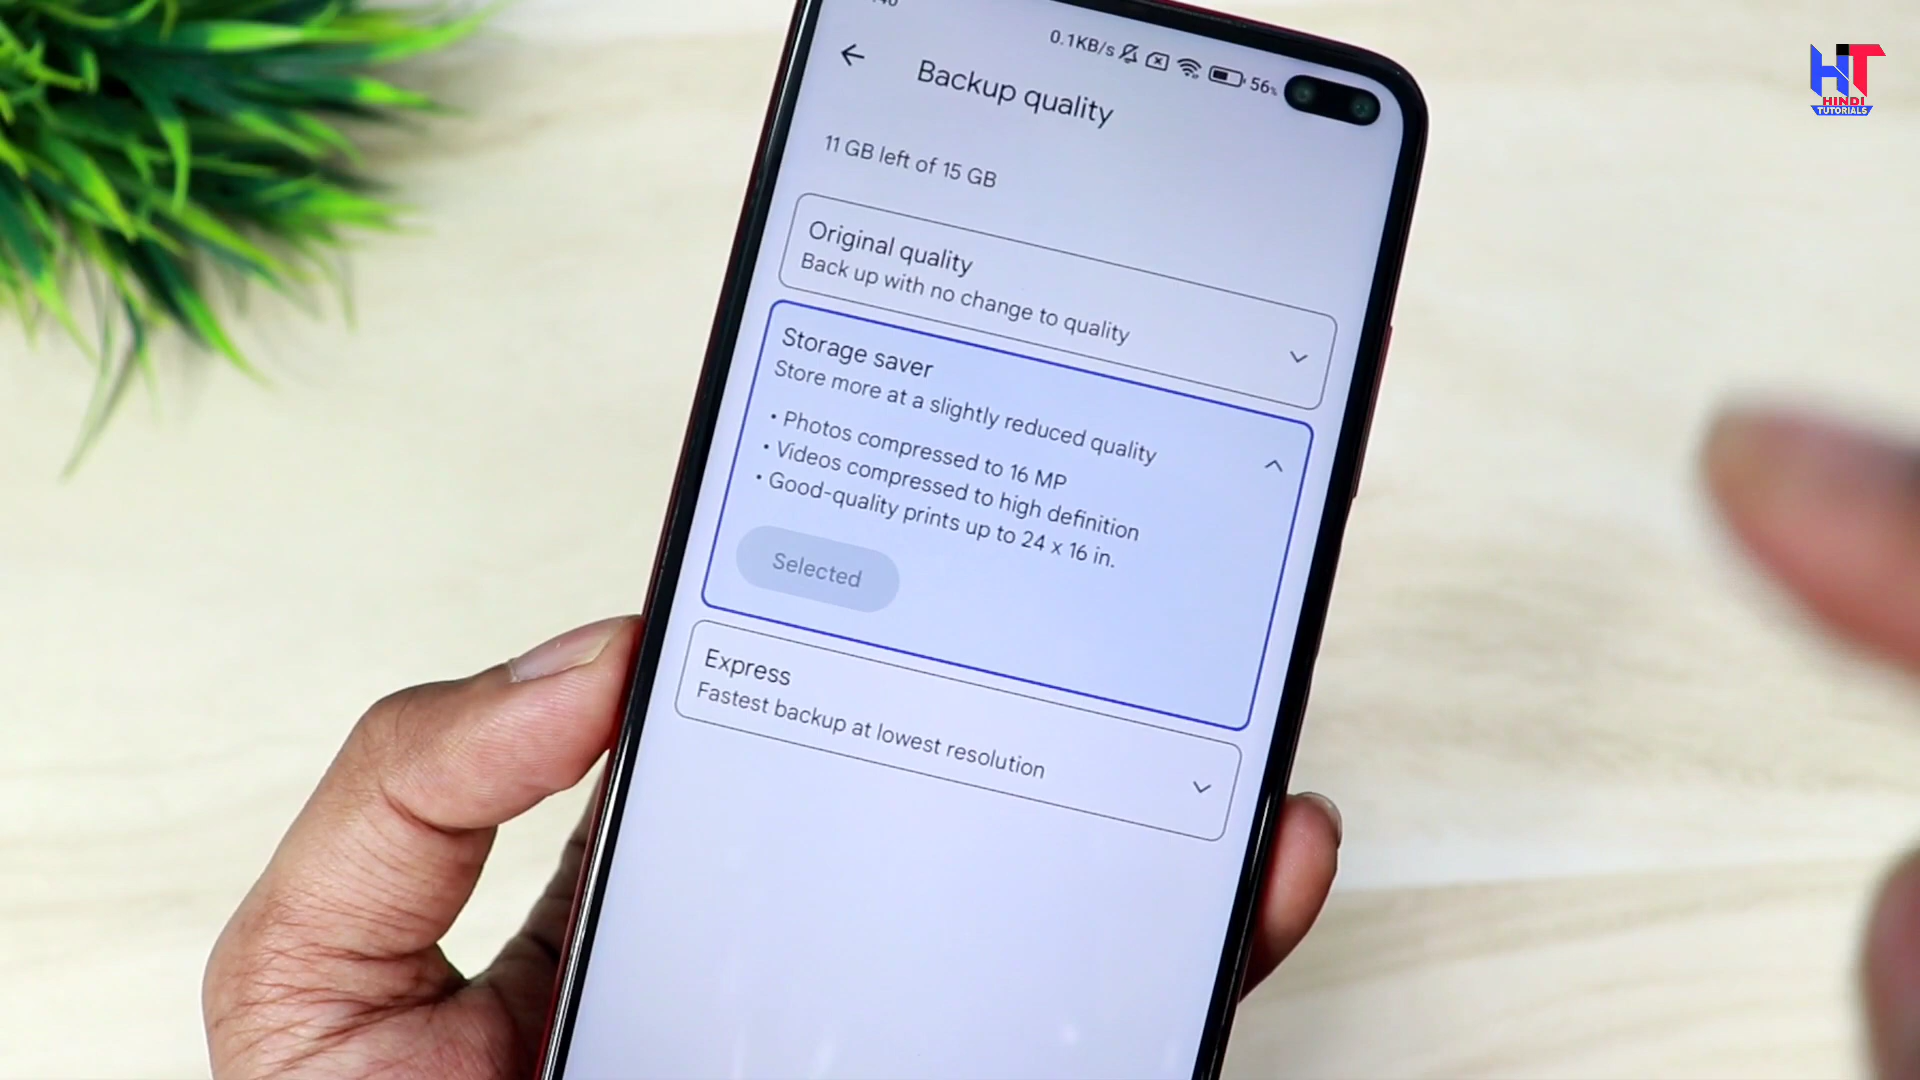 0.1KB/s 56%
Backup quality
11 GB left of 15 GB
Original quality
Back up with no change to quality
Storage saver
Store more at a slightly reduced quality
• Photos compressed to 16 MP
• Videos compressed to high definition
• Good-quality prints up to 24 x 16 in.
Selected
Express
Fastest backup at lowest resolution
HT
HINDI
TUTORIALS